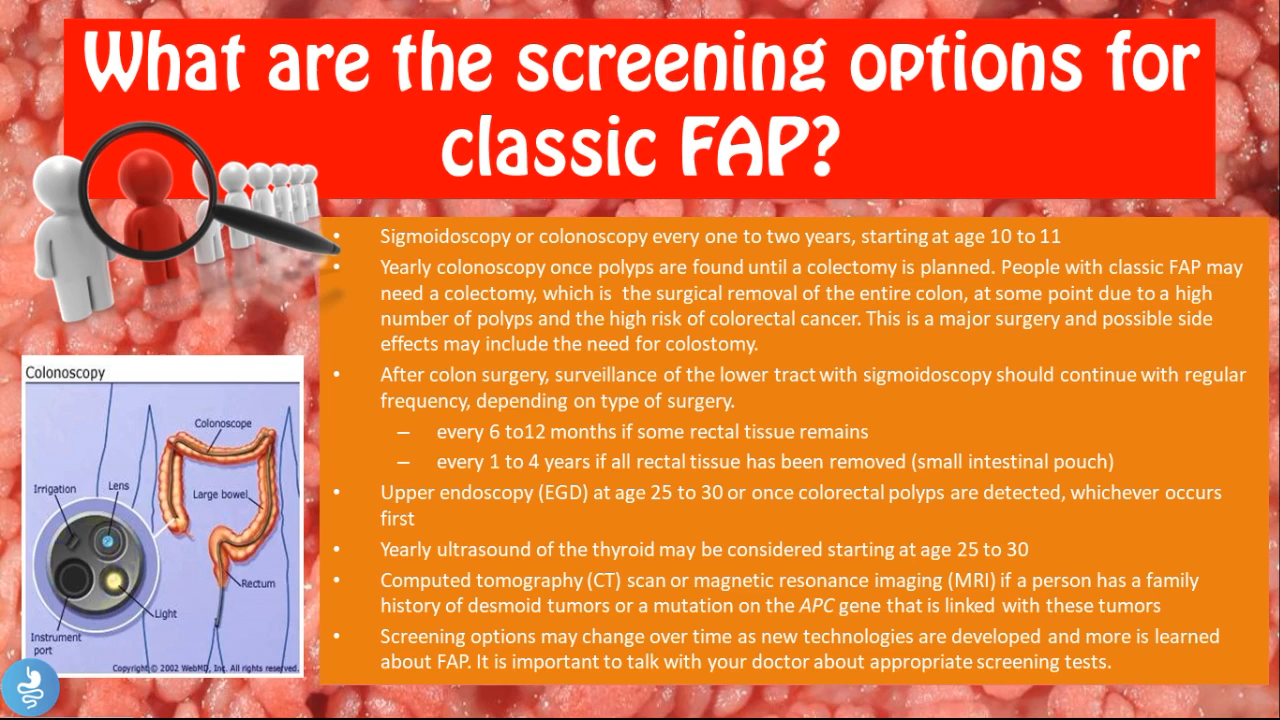 What are the screening options for
classic FAP?
• Sigmoidoscopy or colonoscopy every one to two years, starting at age 10 to 11
• Yearly colonoscopy once polyps are found until a colectomy is planned. People with classic FAP may
need a colectomy, which is  the surgical removal of the entire colon, at some point due to a high
number of polyps and the high risk of colorectal cancer. This is a major surgery and possible side
effects may include the need for colostomy.
• After colon surgery, surveillance of the lower tract with sigmoidoscopy should continue with regular
frequency, depending on type of surgery.
– every 6 to12 months if some rectal tissue remains
– every 1 to 4 years if all rectal tissue has been removed (small intestinal pouch)
• Upper endoscopy (EGD) at age 25 to 30 or once colorectal polyps are detected, whichever occurs
first
• Yearly ultrasound of the thyroid may be considered starting at age 25 to 30
• Computed tomography (CT) scan or magnetic resonance imaging (MRI) if a person has a family
history of desmoid tumors or a mutation on the APC gene that is linked with these tumors
• Screening options may change over time as new technologies are developed and more is learned
about FAP. It is important to talk with your doctor about appropriate screening tests.
Colonoscopy
Colonoscope
Irrigation
Lens
Large bowel
Rectum
Light
Instrument
port
Copyright © 2002 WebMD, Inc. All rights reserved.